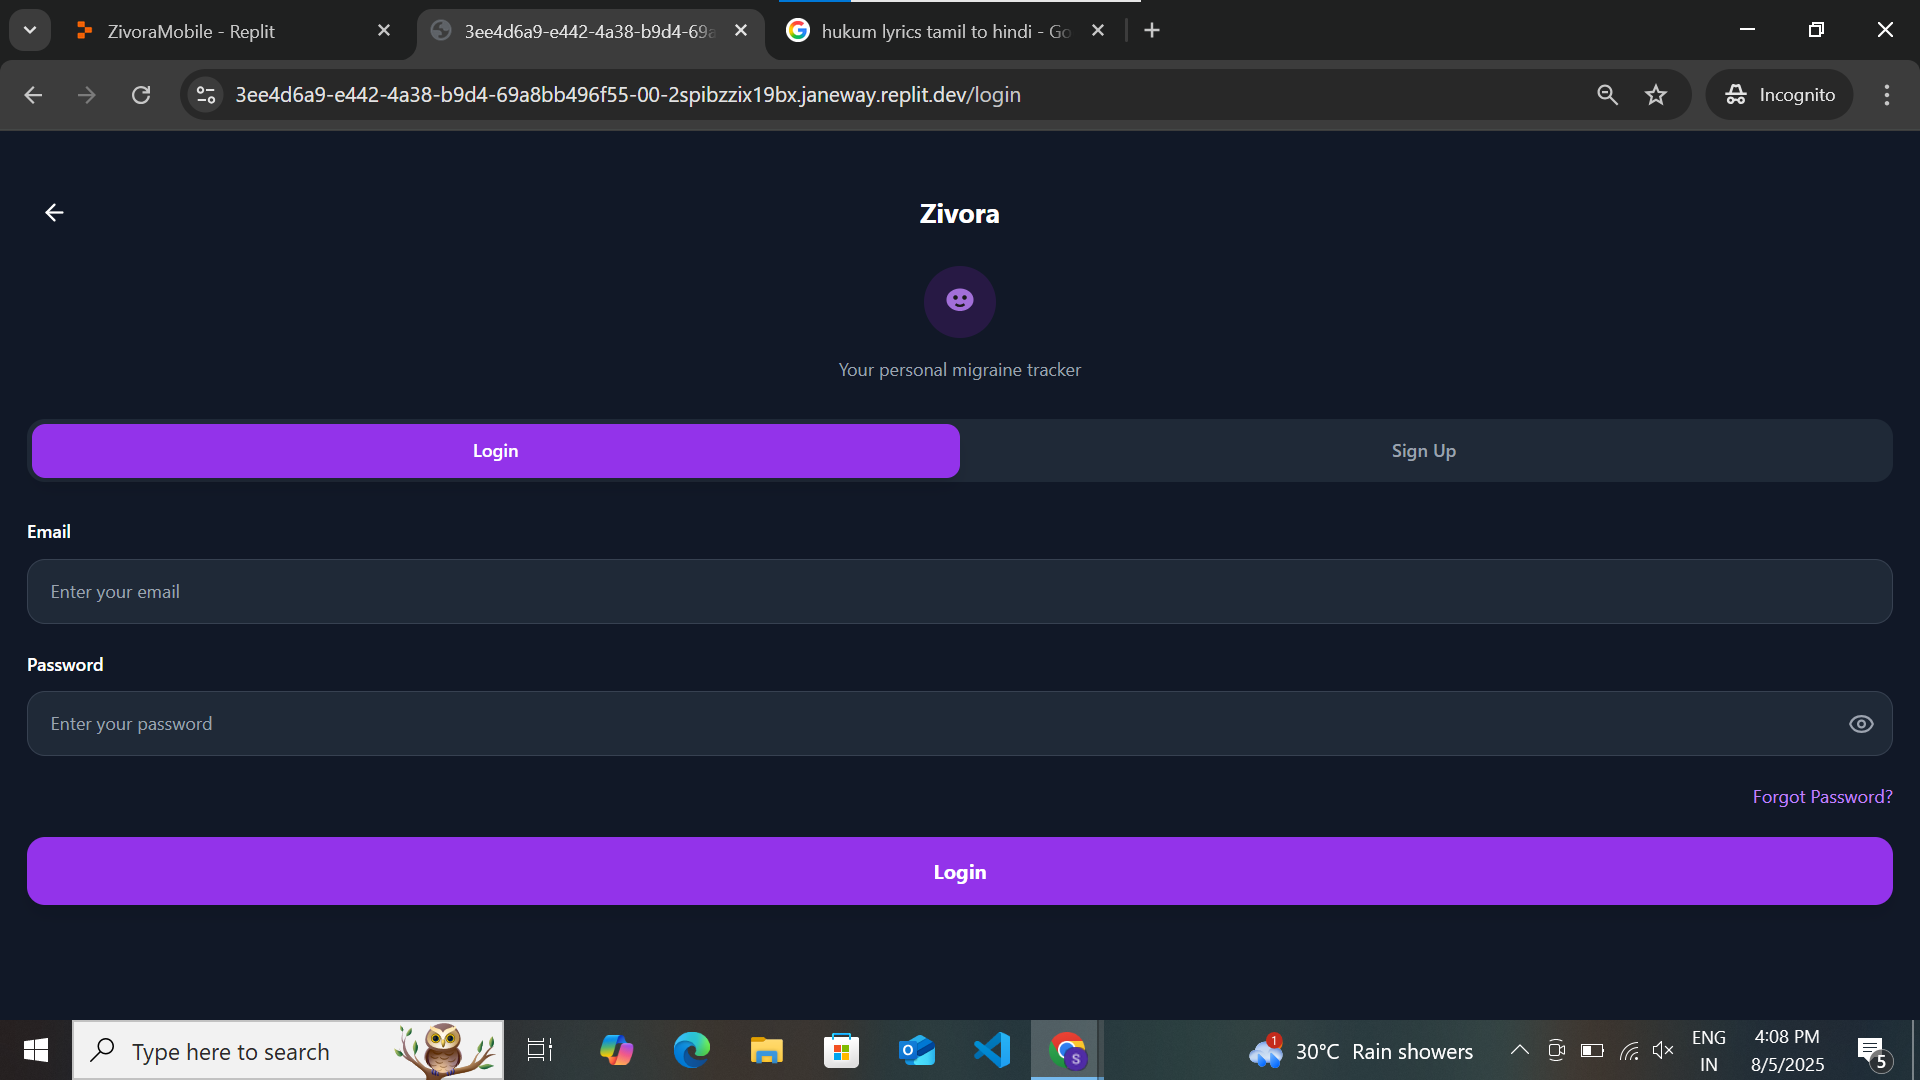 ZivoraMobile - Replit
3ee4d6a9-e442-4a38-b9d4-69a
hukum lyrics tamil to hindi - Go
3ee4d6a9-e442-4a38-b9d4-69a8bb496f55-00-2spibzzix19bx.janeway.replit.dev/login
Incognito
Zivora
Your personal migraine tracker
Login
Sign Up
Email
Enter your email
Password
Enter your password
Forgot Password?
Login
Type here to search
S
1
30°C Rain showers
ENG
IN
4:08 PM
8/5/2025
5